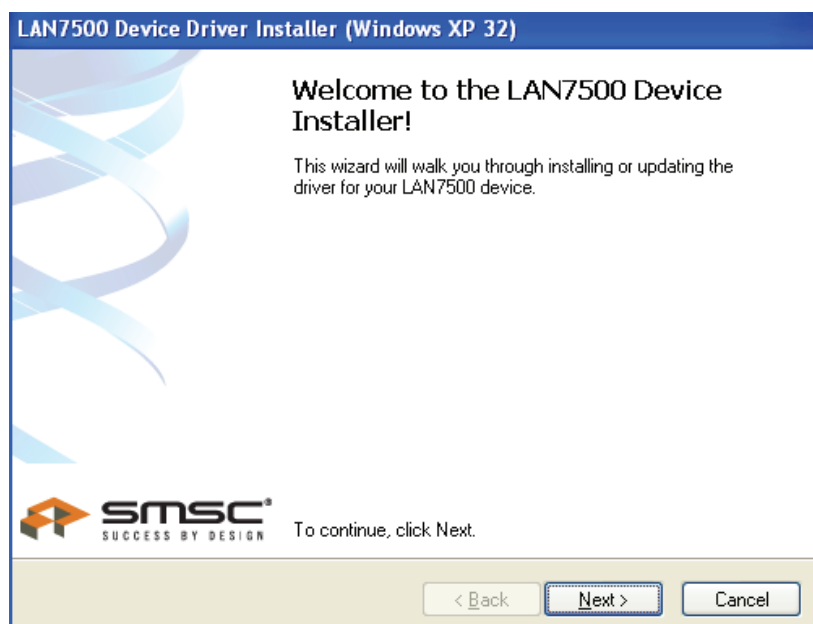 LAN7500 Device Driver Installer (Windows XP 32)
Welcome to the LAN7500 Device
Installer!
This wizard will walk you through installing or updating the
driver for your LAN7500 device.
smsc®
SUCCESS BY DESIGN
To continue, click Next.
< Back
Next >
Cancel